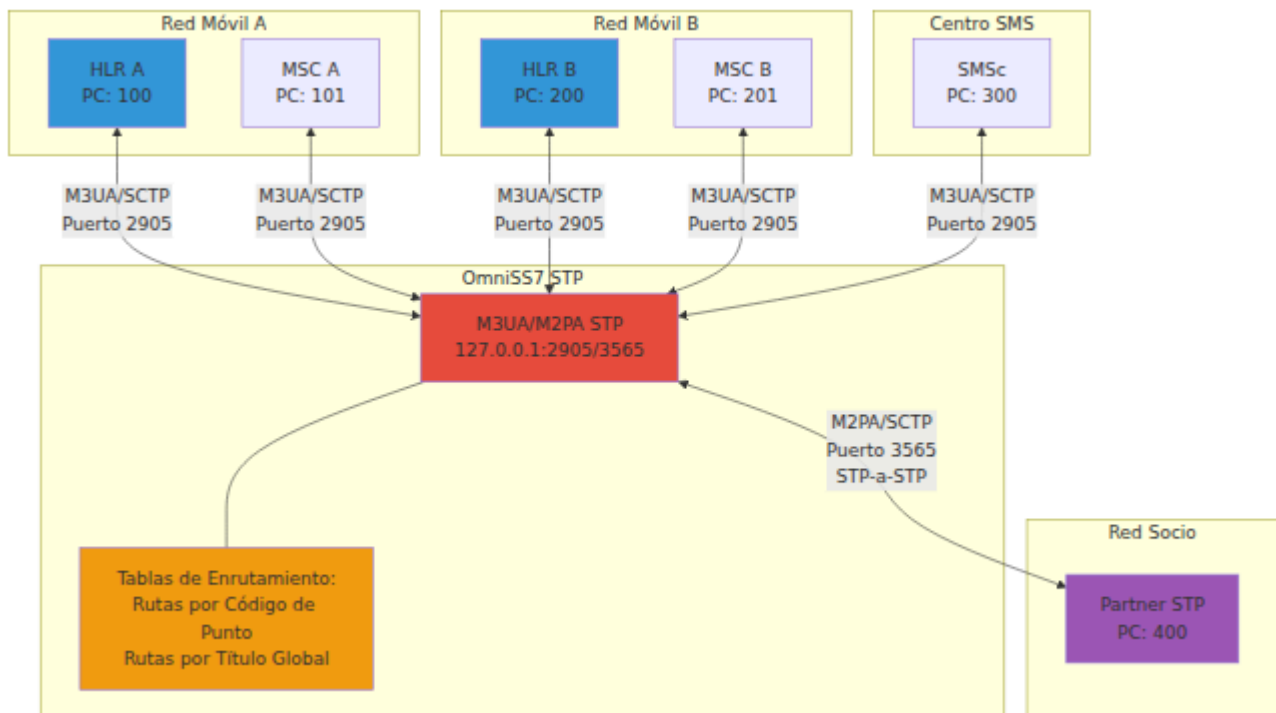 Red Móvil A
HLR A
PC: 100
MSC A
PC: 101
Red Móvil B
HLR B
PC: 200
MSC B
PC: 201
Centro SMS
SMSc
PC: 300
M3UA/SCTP
Puerto 2905
M3UA/SCTP
Puerto 2905
M3UA/SCTP
Puerto 2905
M3UA/SCTP
Puerto 2905
M3UA/SCTP
Puerto 2905
OmniSS7 STP
M3UA/M2PA STP
127.0.0.1:2905/3565
M2PA/SCTP
Puerto 3565
STP-a-STP
Tablas de Enrutamiento:
Rutas por Código de
Punto
Rutas por Título Global
Red Socio
Partner STP
PC: 400